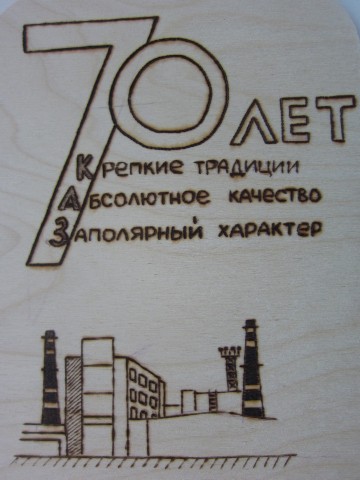 70 ЛЕТ
КРЕПКИЕ ТРАДИЦИИ
АБСОЛЮТНОЕ КАЧЕСТВО
ЗАПОЛЯРНЫЙ ХАРАКТЕР